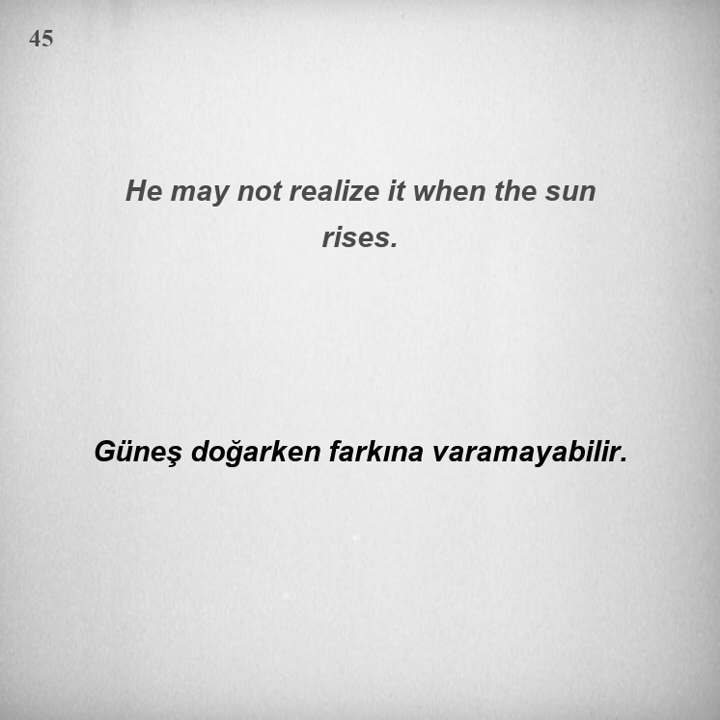 45
He may not realize it when the sun
rises.
Güneş doğarken farkına varamayabilir.